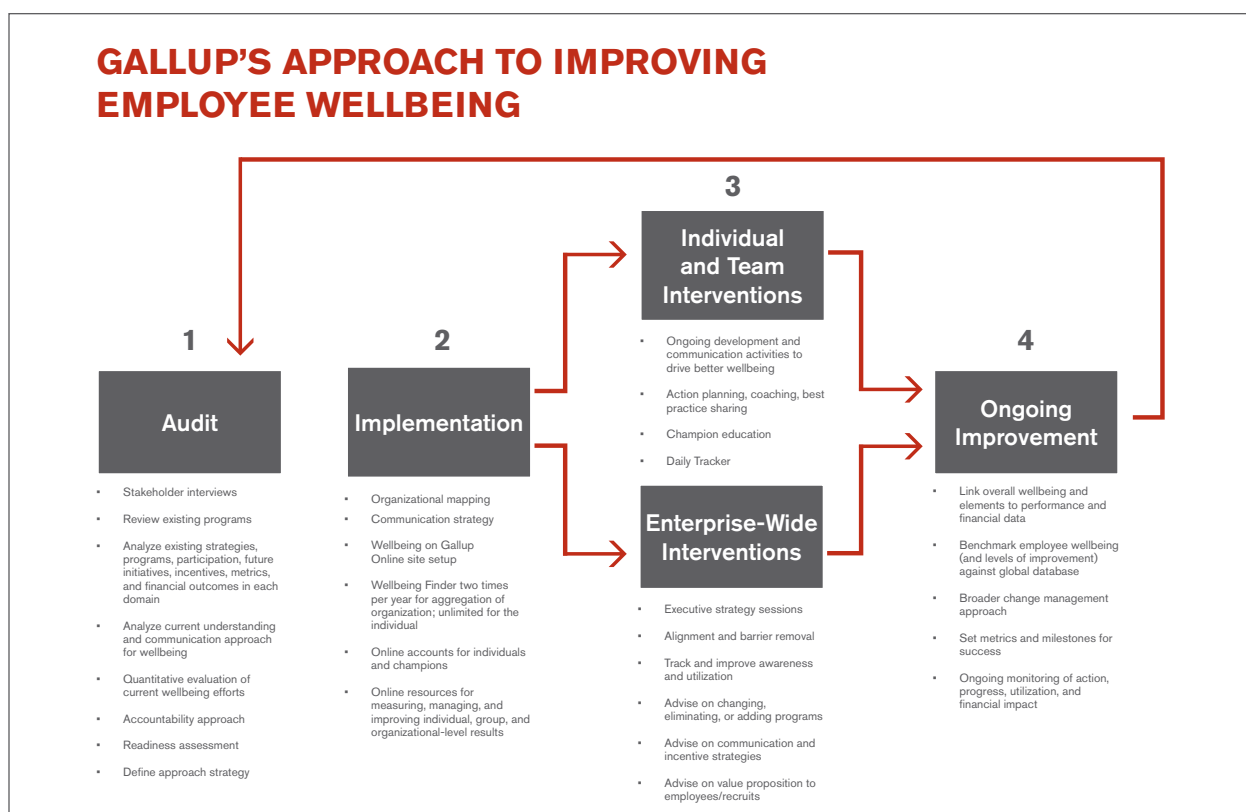 GALLUP’S APPROACH TO IMPROVING
EMPLOYEE WELLBEING
1
Audit
▪ Stakeholder interviews
▪ Review existing programs
▪ Analyze existing strategies,
programs, participation, future
initiatives, incentives, metrics,
and financial outcomes in each
domain
▪ Analyze current understanding
and communication approach
for wellbeing
▪ Quantitative evaluation of
current wellbeing efforts
▪ Accountability approach
▪ Readiness assessment
▪ Define approach strategy
2
Implementation
▪ Organizational mapping
▪ Communication strategy
▪ Wellbeing on Gallup
Online site setup
▪ Wellbeing Finder two times
per year for aggregation of
organization; unlimited for the
individual
▪ Online accounts for individuals
and champions
▪ Online resources for
measuring, managing, and
improving individual, group, and
organizational-level results
3
Individual
and Team
Interventions
▪ Ongoing development and
communication activities to
drive better wellbeing
▪ Action planning, coaching, best
practice sharing
▪ Champion education
▪ Daily Tracker
Enterprise-Wide
Interventions
▪ Executive strategy sessions
▪ Alignment and barrier removal
▪ Track and improve awareness
and utilization
▪ Advise on changing,
eliminating, or adding programs
▪ Advise on communication and
incentive strategies
▪ Advise on value proposition to
employees/recruits
4
Ongoing
Improvement
▪ Link overall wellbeing and
elements to performance and
financial data
▪ Benchmark employee wellbeing
(and levels of improvement)
against global database
▪ Broader change management
approach
▪ Set metrics and milestones for
success
▪ Ongoing monitoring of action,
progress, utilization, and
financial impact